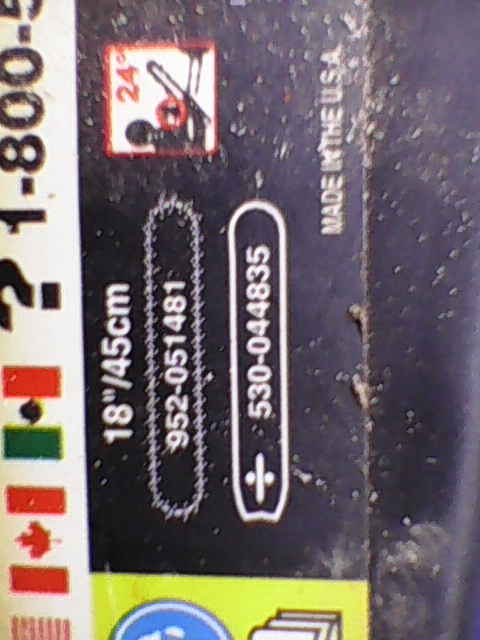 ? 1-800-5
24°
18"/45cm
952-051481
530-044835
MADE IN THE U.S.A.